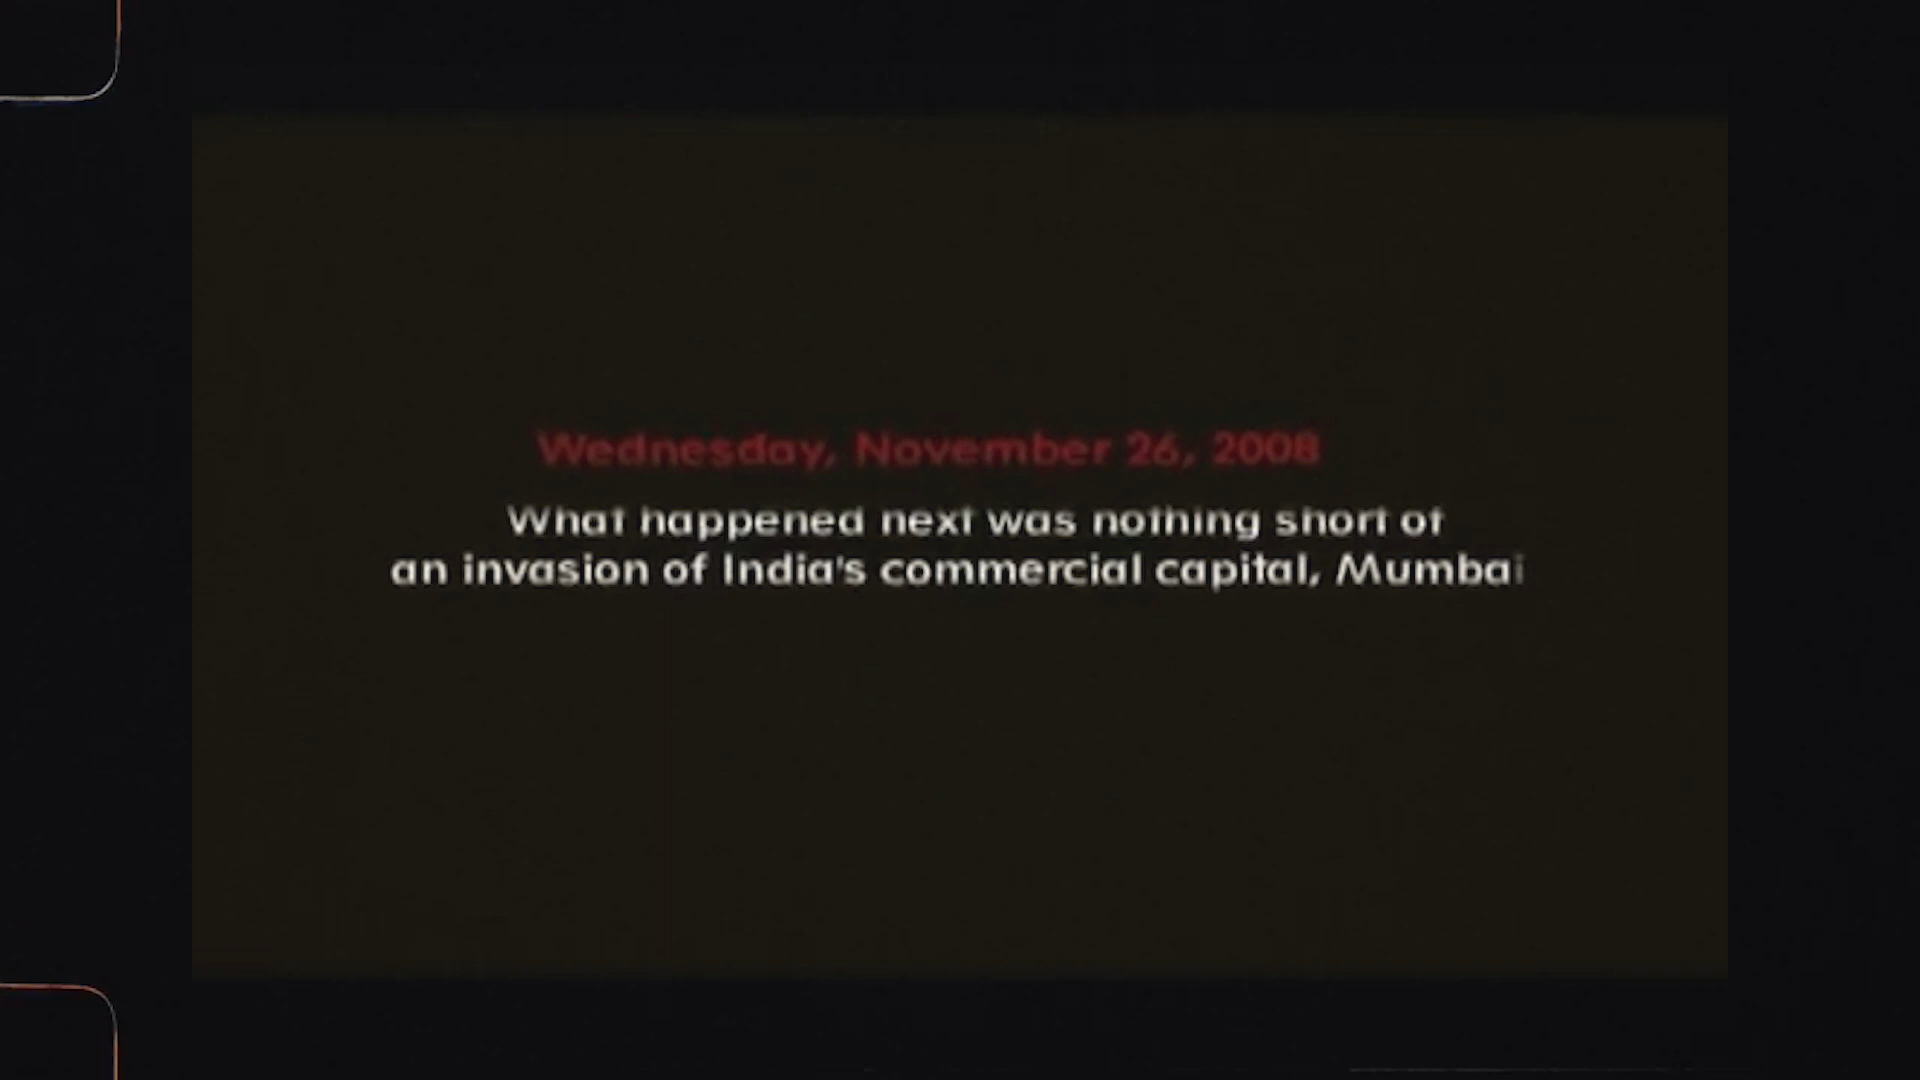 Wednesday, November 26, 2008
What happened next was nothing short of
an invasion of India's commercial capital, Mumbai